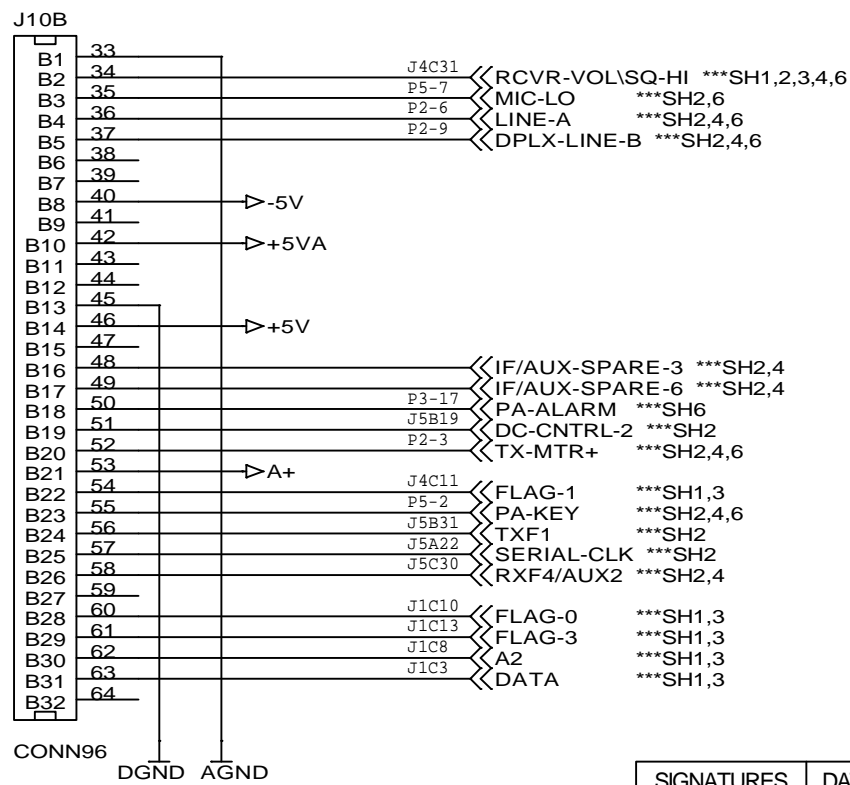 J10B
B1 33
B2 34 J4C31 RCVR-VOL\SQ-HI ***SH1,2,3,4,6
B3 35 P5-7 MIC-LO ***SH2,6
B4 36 P2-6 LINE-A ***SH2,4,6
B5 37 P2-9 DPLX-LINE-B ***SH2,4,6
B6 38
B7 39
B8 40 -5V
B9 41
B10 42 +5VA
B11 43
B12 44
B13 45
B14 46 +5V
B15 47
B16 48 IF/AUX-SPARE-3 ***SH2,4
B17 49 IF/AUX-SPARE-6 ***SH2,4
B18 50 P3-17 PA-ALARM ***SH6
B19 51 J5B19 DC-CNTRL-2 ***SH2
B20 52 P2-3 TX-MTR+ ***SH2,4,6
B21 53 A+
B22 54 J4C11 FLAG-1 ***SH1,3
B23 55 P5-2 PA-KEY ***SH2,4,6
B24 56 J5B31 TXF1 ***SH2
B25 57 J5A22 SERIAL-CLK ***SH2
B26 58 J5C30 RXF4/AUX2 ***SH2,4
B27 59
B28 60 J1C10 FLAG-0 ***SH1,3
B29 61 J1C13 FLAG-3 ***SH1,3
B30 62 J1C8 A2 ***SH1,3
B31 63 J1C3 DATA ***SH1,3
B32 64
CONN96
DGND AGND
SIGNATURES DA